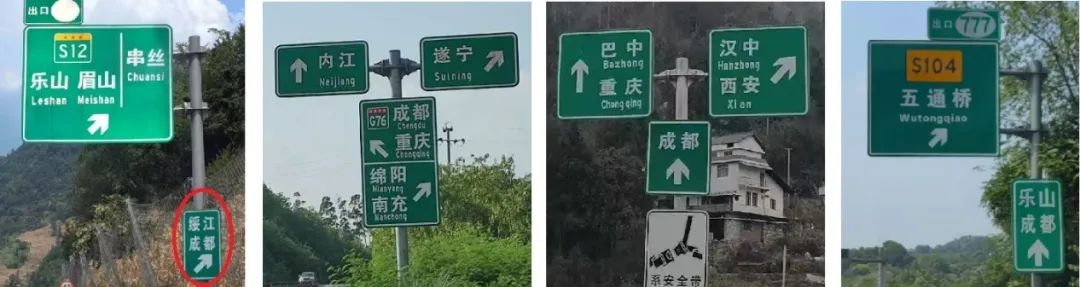 出口
S12
串丝
Chuansi
乐山 眉山
Leshan Meishan
绥江
成都
内江
Neijiang
遂宁
Suining
G76
成都
Chengdu
重庆
Chongqing
绵阳
Mianyang
南充
Nanchong
巴中
Bazhong
重庆
Chongqing
汉中
Hanzhong
西安
Xi an
成都
系安全带
出口 777
S104
五通桥
Wutongqiao
乐山
成都